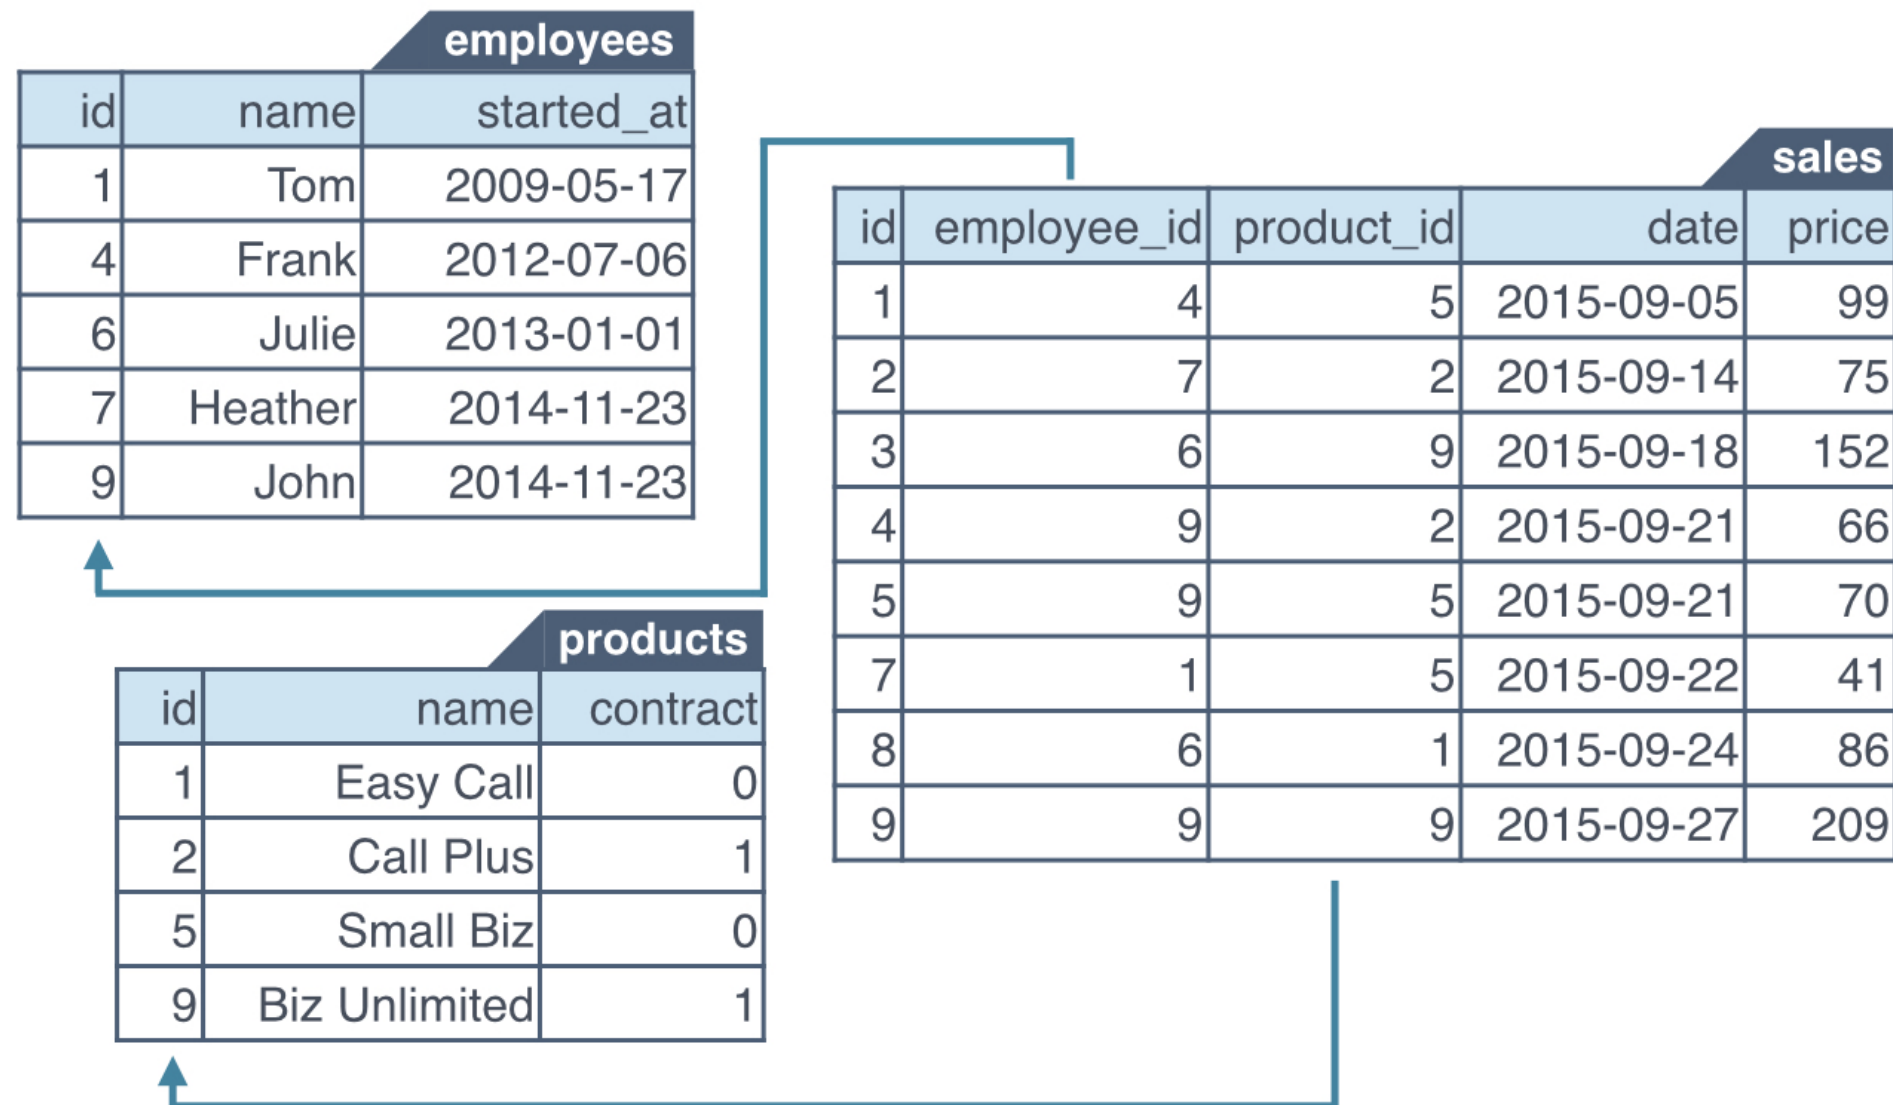 employees
id name started_at
1 Tom 2009-05-17
4 Frank 2012-07-06
6 Julie 2013-01-01
7 Heather 2014-11-23
9 John 2014-11-23
products
id name contract
1 Easy Call 0
2 Call Plus 1
5 Small Biz 0
9 Biz Unlimited 1
sales
id employee_id product_id date price
1 4 5 2015-09-05 99
2 7 2 2015-09-14 75
3 6 9 2015-09-18 152
4 9 2 2015-09-21 66
5 9 5 2015-09-21 70
7 1 5 2015-09-22 41
8 6 1 2015-09-24 86
9 9 9 2015-09-27 209